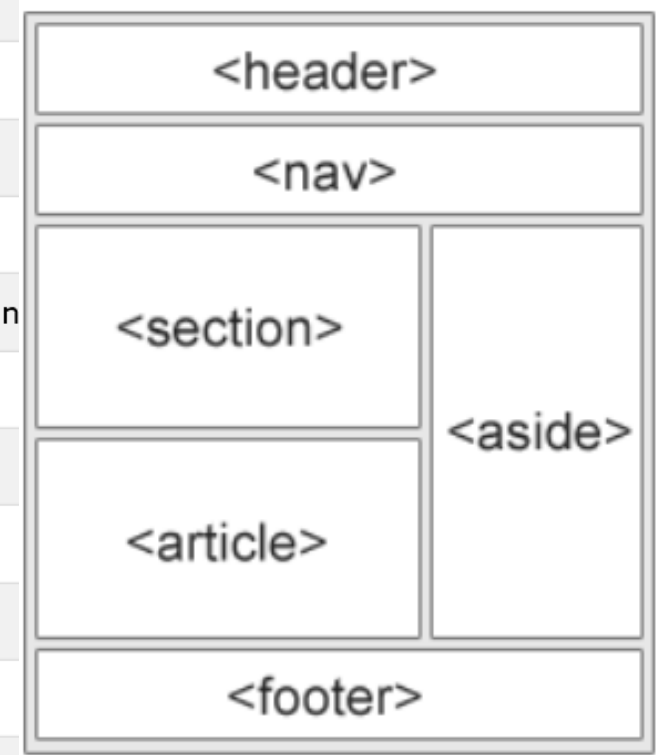 <header>
<nav>
n
<section>
<aside>
<article>
<footer>